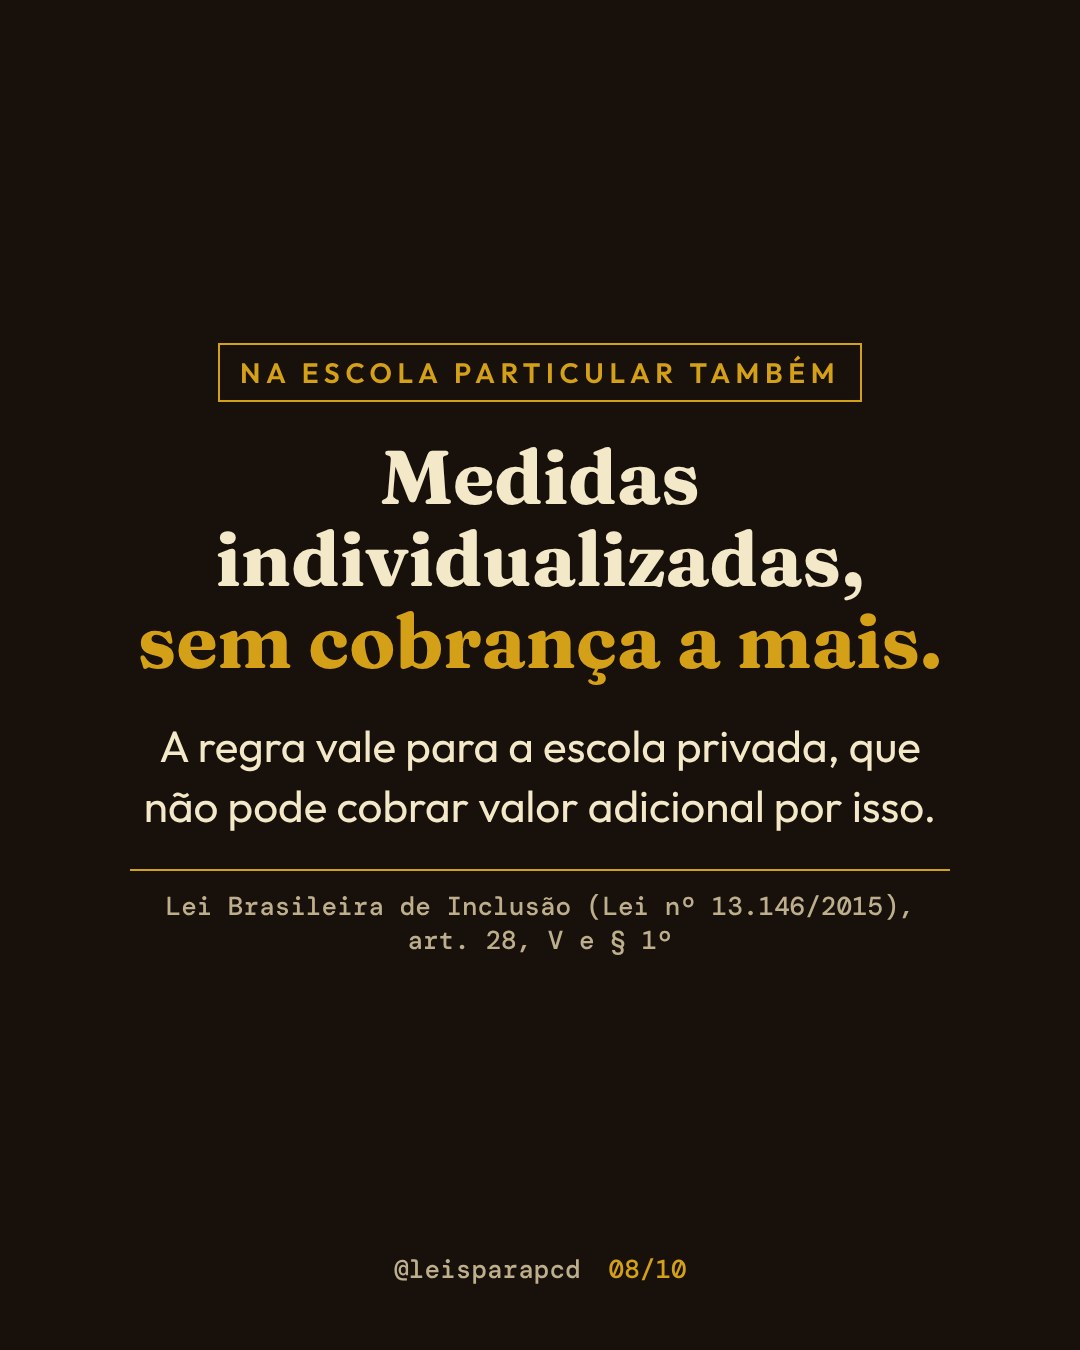 NA ESCOLA PARTICULAR TAMBÉM
Medidas
individualizadas,
sem cobrança a mais.
A regra vale para a escola privada, que
não pode cobrar valor adicional por isso.
Lei Brasileira de Inclusão (Lei nº 13.146/2015),
art. 28, V e § 1º
@leisparapcd 08/10